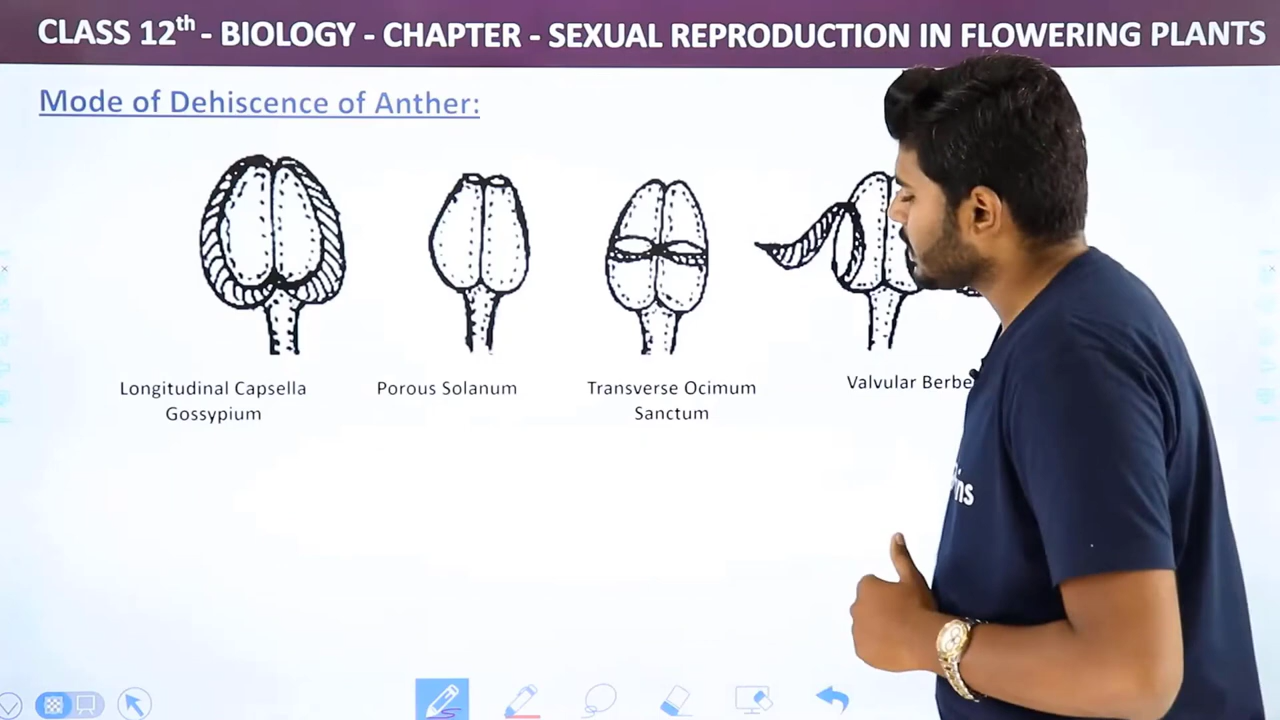 CLASS 12th - BIOLOGY - CHAPTER - SEXUAL REPRODUCTION IN FLOWERING PLANTS
Mode of Dehiscence of Anther:
Longitudinal Capsella
Gossypium
Porous Solanum
Transverse Ocimum
Sanctum
Valvular